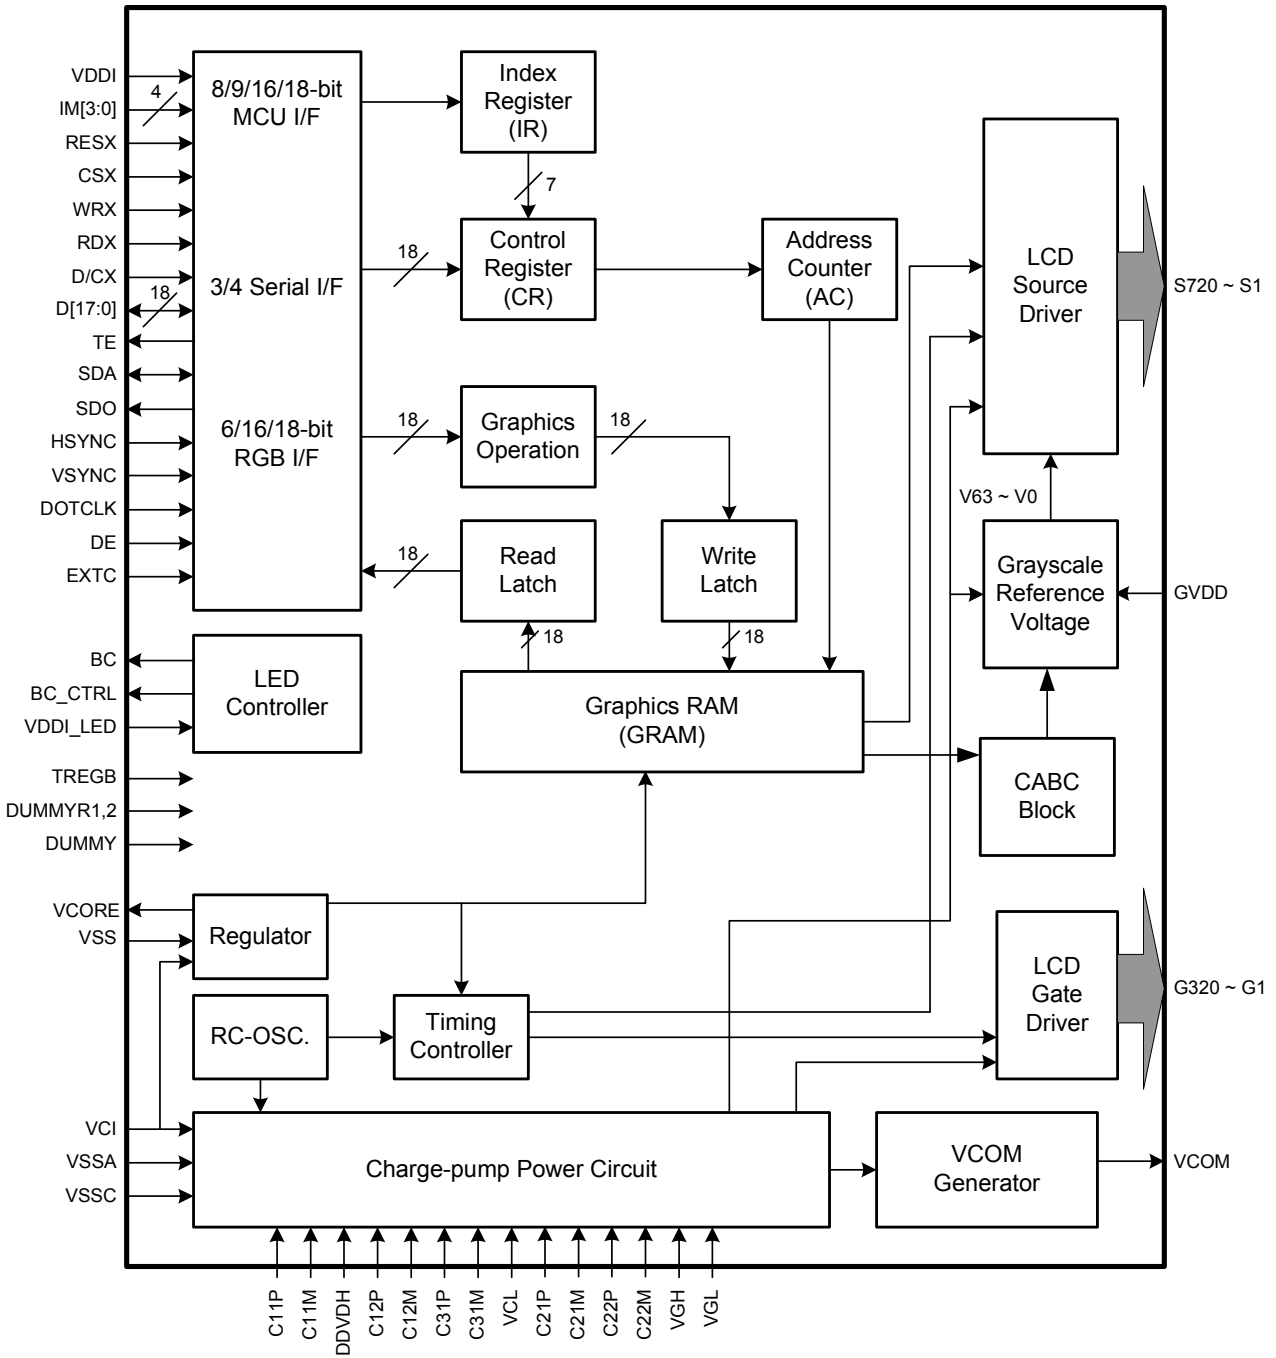 VDDI
4
IM[3:0]
RESX
CSX
WRX
RDX
D/CX
18
D[17:0]
TE
SDA
SDO
HSYNC
VSYNC
DOTCLK
DE
EXTC
8/9/16/18-bit
MCU I/F
3/4 Serial I/F
6/16/18-bit
RGB I/F
Index
Register
(IR)
7
18
Control
Register
(CR)
Address
Counter
(AC)
18
Graphics
Operation
18
18
Read
Latch
Write
Latch
18
18
Graphics RAM
(GRAM)
LCD
Source
Driver
S720 ~ S1
V63 ~ V0
Grayscale
Reference
Voltage
GVDD
CABC
Block
BC
BC_CTRL
VDDI_LED
LED
Controller
TREGB
DUMMYR1,2
DUMMY
VCORE
VSS
Regulator
RC-OSC.
Timing
Controller
LCD
Gate
Driver
G320 ~ G1
VCI
VSSA
VSSC
Charge-pump Power Circuit
VCOM
Generator
VCOM
C11P
C11M
DDVDH
C12P
C12M
C31P
C31M
VCL
C21P
C21M
C22P
C22M
VGH
VGL